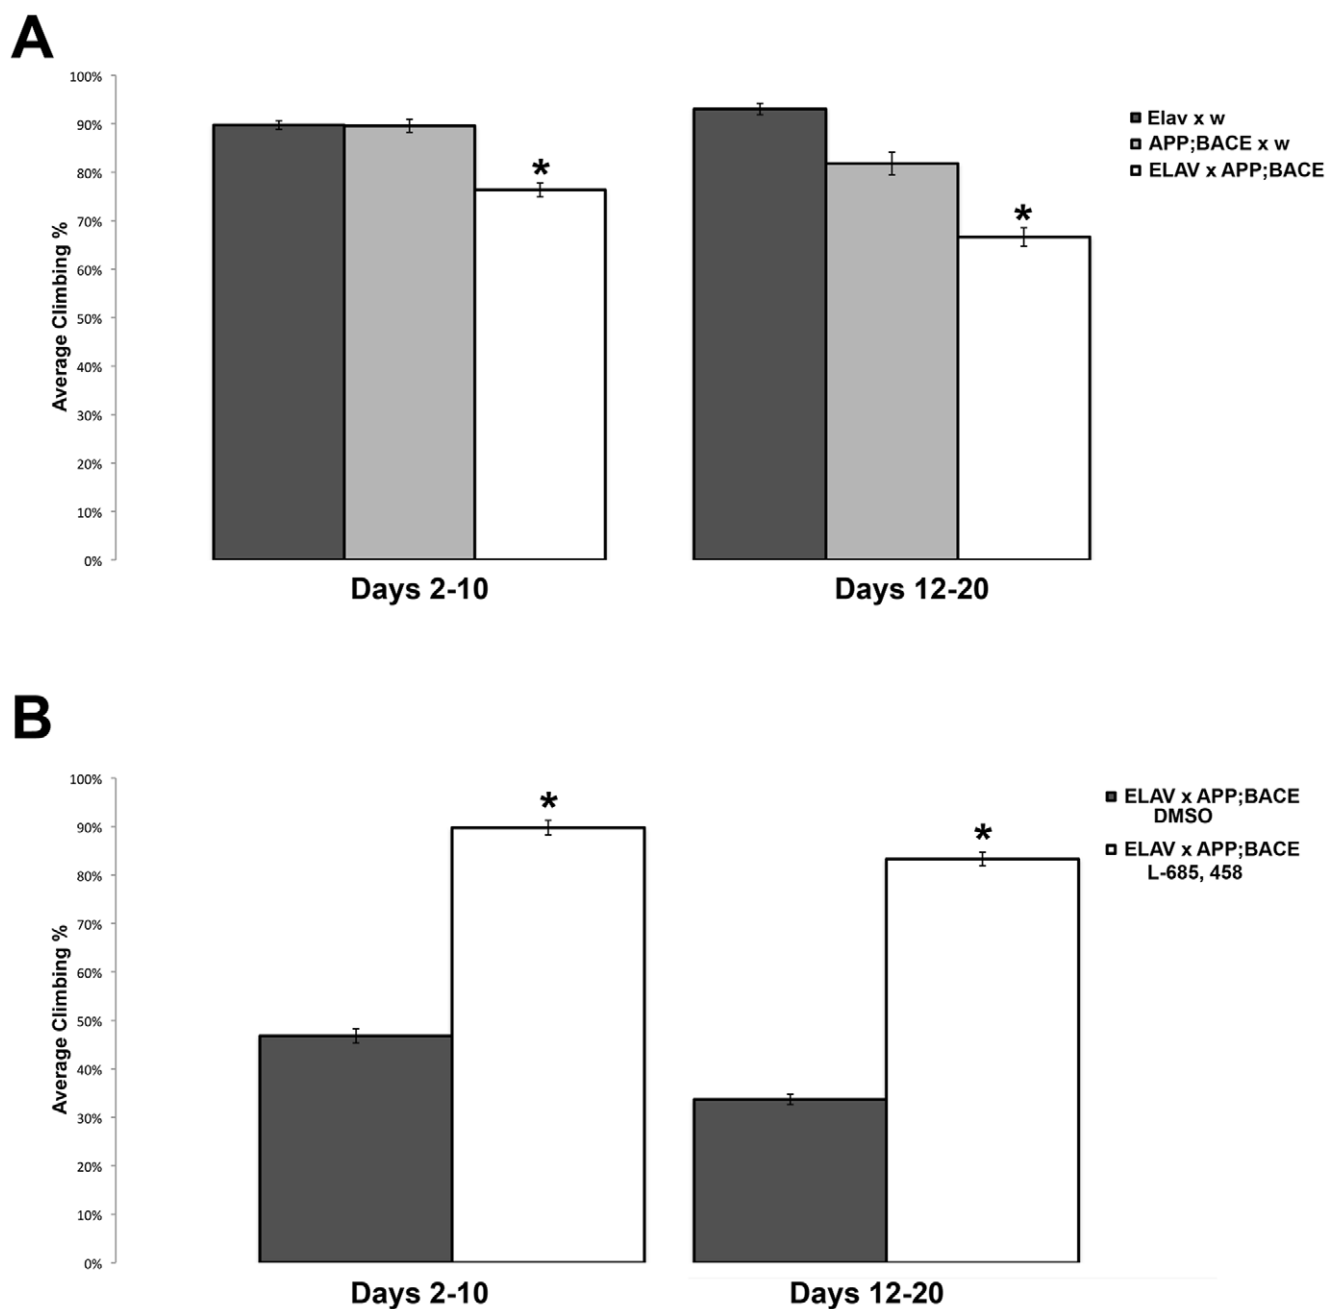 A
100%
90%
80%
70%
60%
50%
40%
30%
20%
10%
0%
Average Climbing %
*
*
Elav x w
APP;BACE x w
ELAV x APP;BACE
Days 2-10
Days 12-20
B
100%
90%
80%
70%
60%
50%
40%
30%
20%
10%
0%
Average Climbing %
*
*
ELAV x APP;BACE
DMSO
ELAV x APP;BACE
L-685, 458
Days 2-10
Days 12-20